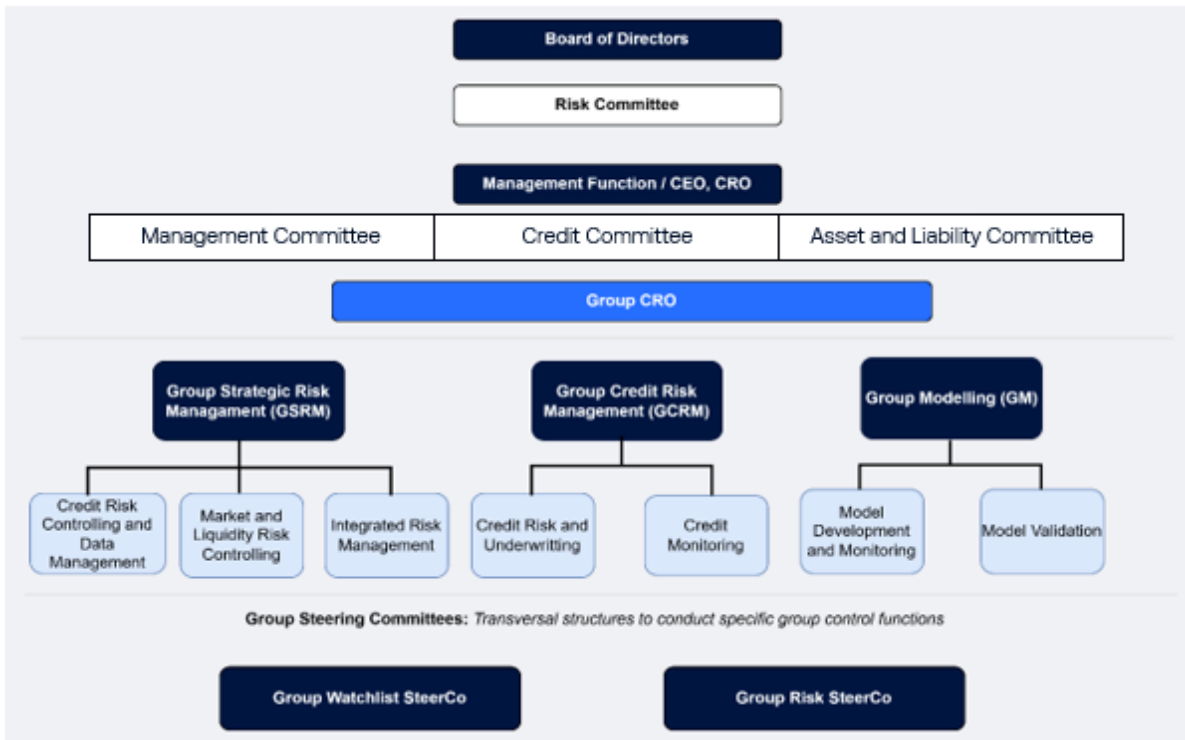 Board of Directors
Risk Committee
Management Function / CEO, CRO
Management Committee
Credit Committee
Asset and Liability Committee
Group CRO
Group Strategic Risk
Managament (GSRM)
Group Credit Risk
Management (GCRM)
Group Modelling (GM)
Credit Risk
Controlling and
Data
Management
Market and
Liquidity Risk
Controlling
Integrated Risk
Management
Credit Risk and
Underwritting
Credit
Monitoring
Model
Development
and Monitoring
Model Validation
Group Steering Committees: Transversal structures to conduct specific group control functions
Group Watchlist SteerCo
Group Risk SteerCo